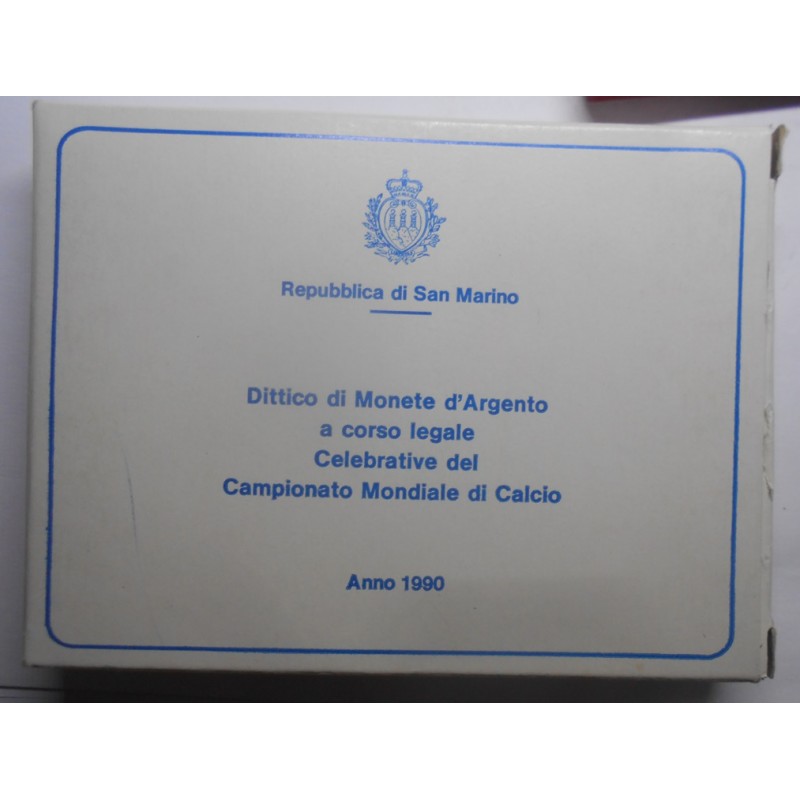 Repubblica di San Marino
Dittico di Monete d'Argento
a corso legale
Celebrative del
Campionato Mondiale di Calcio
Anno 1990